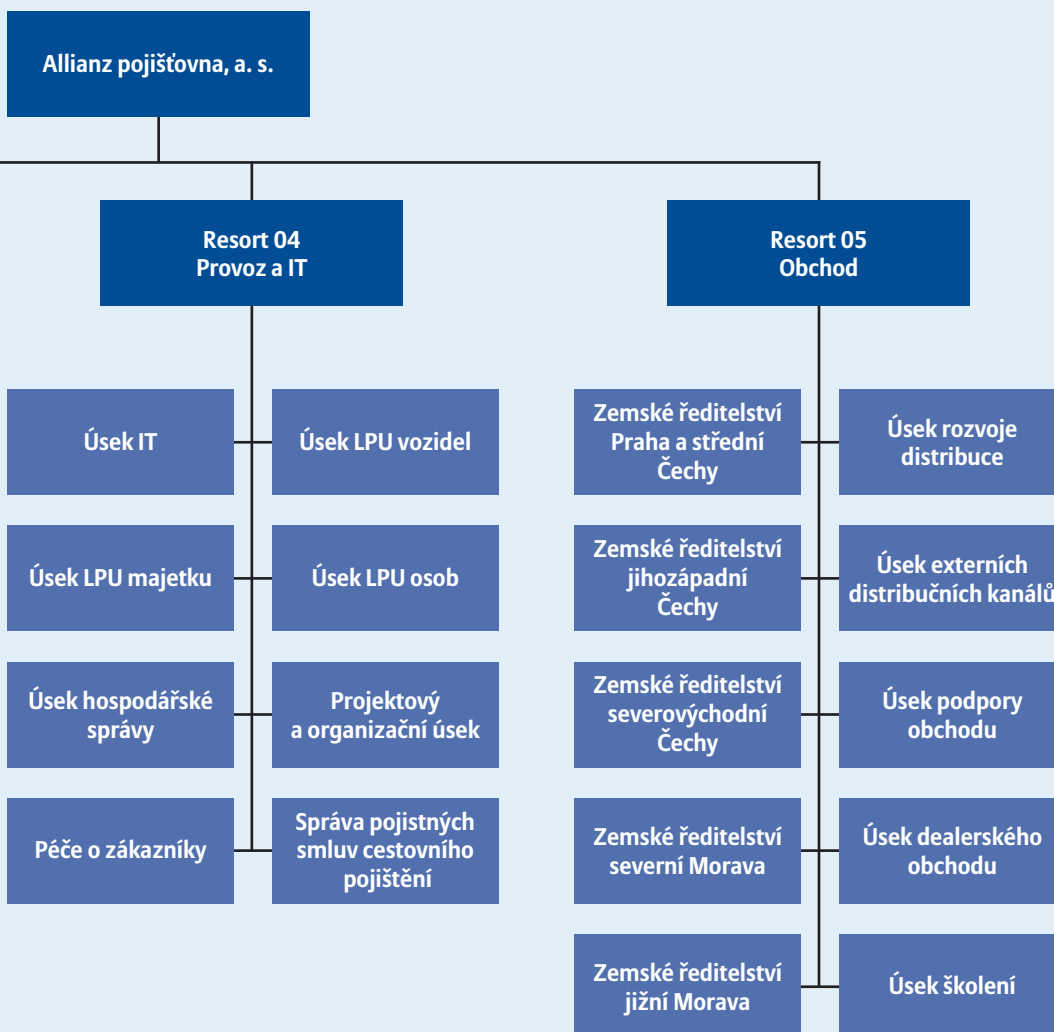 Allianz pojišťovna, a. s.
Resort 04
Provoz a IT
Resort 05
Obchod
Úsek IT
Úsek LPU vozidel
Úsek LPU majetku
Úsek LPU osob
Úsek hospodářské
správy
Projektový
a organizační úsek
Péče o zákazníky
Správa pojistných
smluv cestovního
pojištění
Zemské ředitelství
Praha a střední
Čechy
Úsek rozvoje
distribuce
Zemské ředitelství
jihozápadní
Čechy
Úsek externích
distribučních kanálů
Zemské ředitelství
severovýchodní
Čechy
Úsek podpory
obchodu
Zemské ředitelství
severní Morava
Úsek dealerského
obchodu
Zemské ředitelství
jižní Morava
Úsek školení